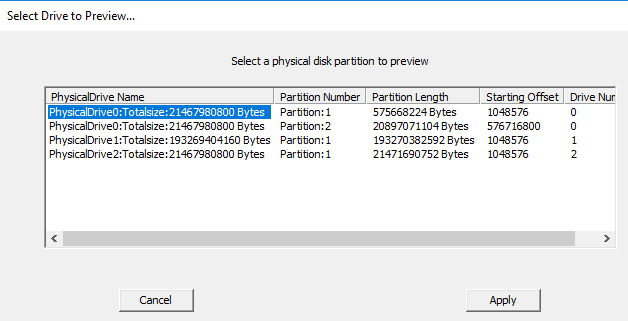 Select Drive to Preview...
Select a physical disk partition to preview
PhysicalDrive Name Partition Number Partition Length Starting Offset Drive Num
PhysicalDrive0:Totalsize:21467980800 Bytes Partition:1 575668224 Bytes 1048576 0
PhysicalDrive0:Totalsize:21467980800 Bytes Partition:2 20897071104 Bytes 576716800 0
PhysicalDrive1:Totalsize:193269404160 Bytes Partition:1 193270382592 Bytes 1048576 1
PhysicalDrive2:Totalsize:21467980800 Bytes Partition:1 21471690752 Bytes 1048576 2
Cancel Apply